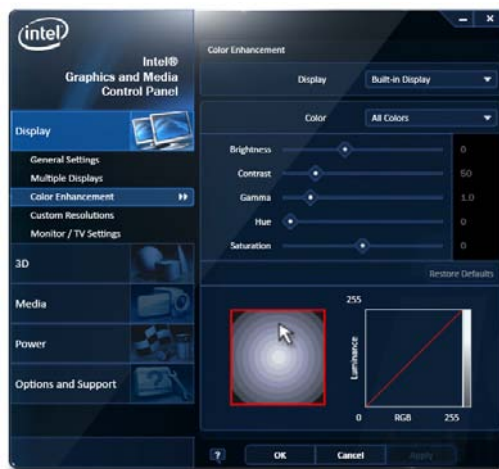 intel
Intel®
Graphics and Media
Control Panel
Display
General Settings
Multiple Displays
Color Enhancement
Custom Resolutions
Monitor / TV Settings
3D
Media
Power
Options and Support
Color Enhancement
Display Built-in Display
Color All Colors
Brightness 0
Contrast 50
Gamma 1.0
Hue 0
Saturation 0
Restore Defaults
255
Luminance
0 RGB 255
? OK Cancel Apply